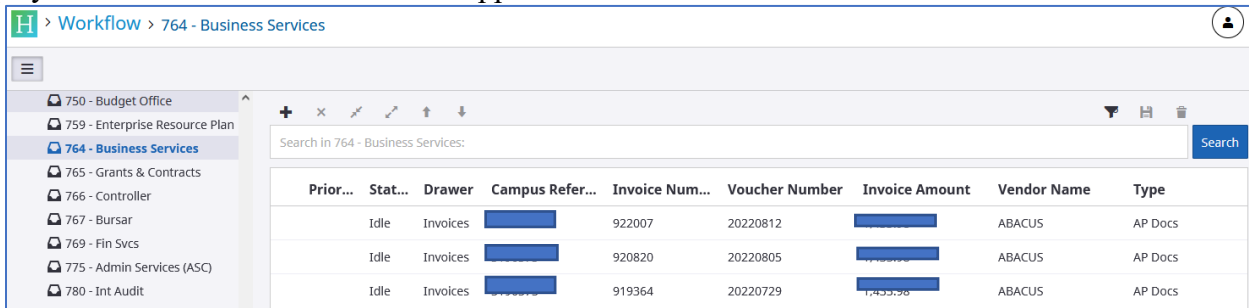 H > Workflow > 764 - Business Services
750 - Budget Office
759 - Enterprise Resource Plan
764 - Business Services
765 - Grants & Contracts
766 - Controller
767 - Bursar
769 - Fin Svcs
775 - Admin Services (ASC)
780 - Int Audit
Search in 764 - Business Services:
Search
Prior... Stat... Drawer Campus Refer... Invoice Num... Voucher Number Invoice Amount Vendor Name Type
Idle Invoices 922007 20220812 ABACUS AP Docs
Idle Invoices 920820 20220805 ABACUS AP Docs
Idle Invoices 919364 20220729 ABACUS AP Docs